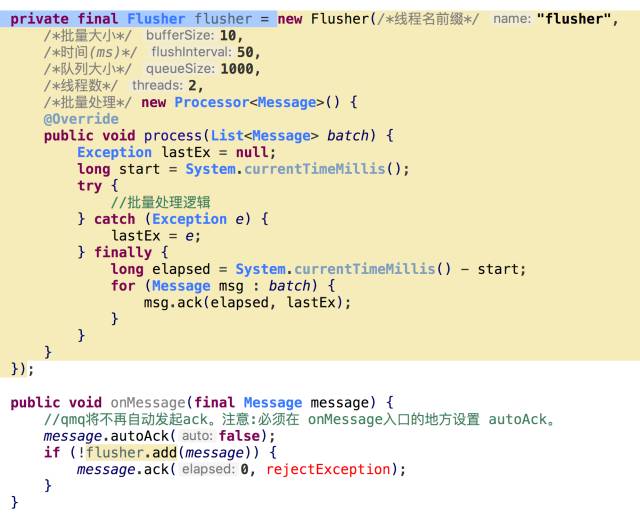 private final Flusher flusher = new Flusher(/*线程名前缀*/ name: "flusher",
    /*批量大小*/ bufferSize: 10,
    /*时间(ms)*/ flushInterval: 50,
    /*队列大小*/ queueSize: 1000,
    /*线程数*/ threads: 2,
    /*批量处理*/ new Processor<Message>() {
    @Override
    public void process(List<Message> batch) {
        Exception lastEx = null;
        long start = System.currentTimeMillis();
        try {
            //批量处理逻辑
        } catch (Exception e) {
            lastEx = e;
        } finally {
            long elapsed = System.currentTimeMillis() - start;
            for (Message msg : batch) {
                msg.ack(elapsed, lastEx);
            }
        }
    }
});
public void onMessage(final Message message) {
    //qmq将不再自动发起ack。注意:必须在 onMessage入口的地方设置 autoAck。
    message.autoAck( auto: false);
    if (!flusher.add(message)) {
        message.ack( elapsed: 0, rejectException);
    }
}